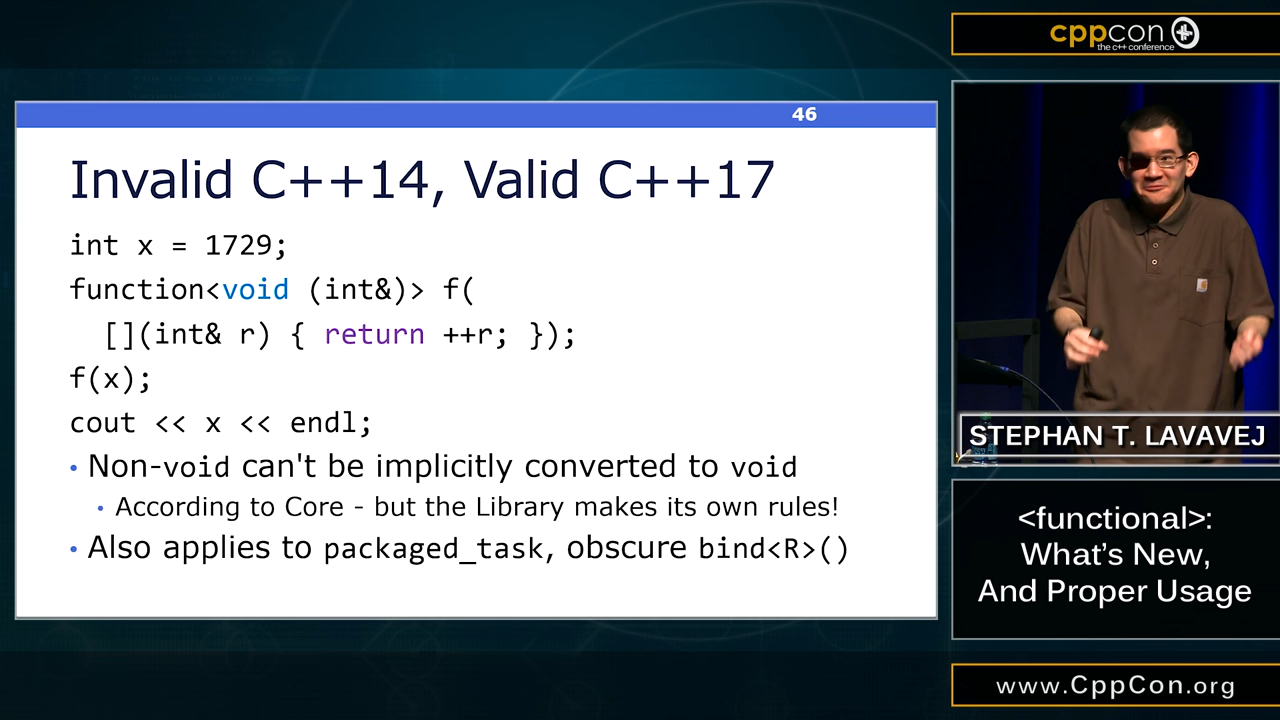 46
Invalid C++14, Valid C++17
int x = 1729;
function<void (int&)> f(
[](int& r) { return ++r; });
f(x);
cout << x << endl;
• Non-void can't be implicitly converted to void
• According to Core - but the Library makes its own rules!
• Also applies to packaged_task, obscure bind<R>()
cppcon
the c++ conference
STEPHAN T. LAVAVEJ
<functional>:
What's New,
And Proper Usage
www.CppCon.org